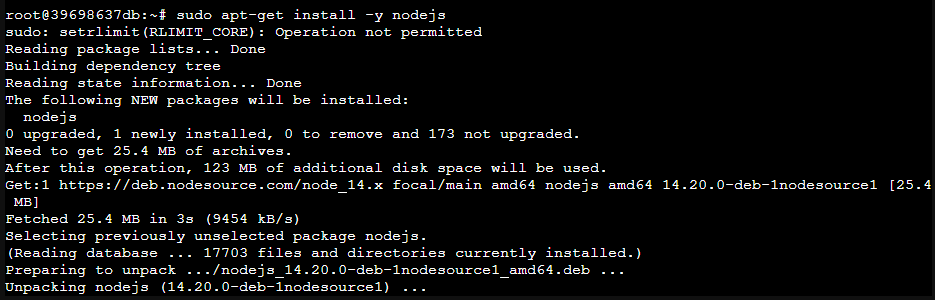 root@39698637db:~# sudo apt-get install -y nodejs
sudo: setrlimit(RLIMIT_CORE): Operation not permitted
Reading package lists... Done
Building dependency tree
Reading state information... Done
The following NEW packages will be installed:
  nodejs
0 upgraded, 1 newly installed, 0 to remove and 173 not upgraded.
Need to get 25.4 MB of archives.
After this operation, 123 MB of additional disk space will be used.
Get:1 https://deb.nodesource.com/node_14.x focal/main amd64 nodejs amd64 14.20.0-deb-1nodesource1 [25.4
 MB]
Fetched 25.4 MB in 3s (9454 kB/s)
Selecting previously unselected package nodejs.
(Reading database ... 17703 files and directories currently installed.)
Preparing to unpack .../nodejs_14.20.0-deb-1nodesource1_amd64.deb ...
Unpacking nodejs (14.20.0-deb-1nodesource1) ...